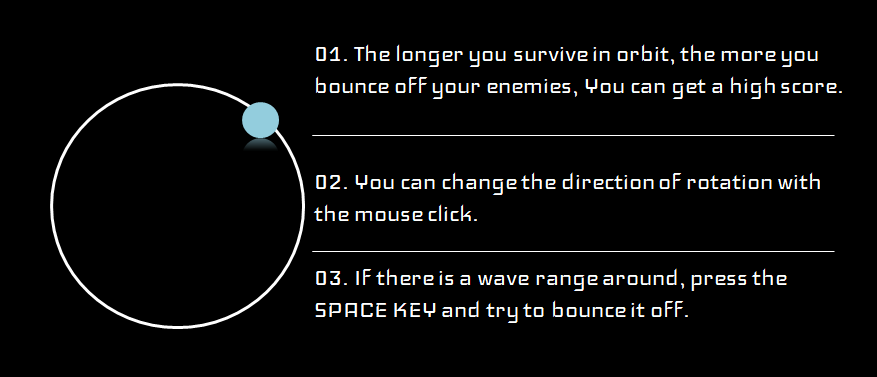 01. The longer you survive in orbit, the more you
bounce off your enemies, You can get a high score.
02. You can change the direction of rotation with
the mouse click.
03. If there is a wave range around, press the
SPACE KEY and try to bounce it off.